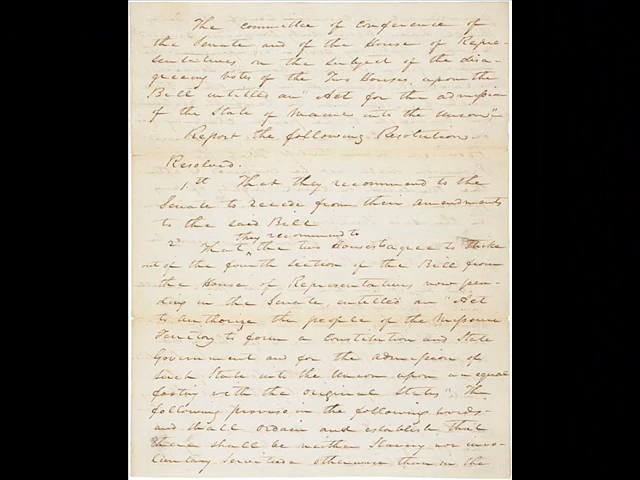 The committee of conference of
the Senate and of the House of Repre-
sentatives, on the subject of the disa-
greeing votes of the Two Houses, upon the
Bill entitled an "Act for the admission
of the State of Maine into the Union"-
Report the following Resolution
Resolved.
1.st That they recommend to the
Senate to recede from their amendments
to the said Bill
they recommend to
2 That the two Houses agree to strike
out of the fourth section of the Bill from
the House of Representatives now pen-
ding in the Senate, entitled an "Act
to authorize the people of the Missouri
Territory to form a Constitution and State
Government and for the admission of
such State into the Union upon an equal
footing with the original States" The
following proviso in the following words-
and shall ordain and establish that
there shall be neither Slavery nor invo-
luntary servitude otherwise than in the